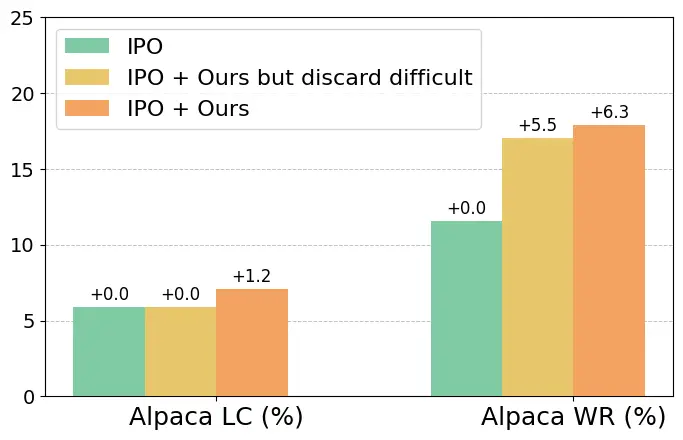 25
20
15
10
5
0
IPO
IPO + Ours but discard difficult
IPO + Ours
+0.0
+0.0
+1.2
+0.0
+5.5
+6.3
Alpaca LC (%)
Alpaca WR (%)